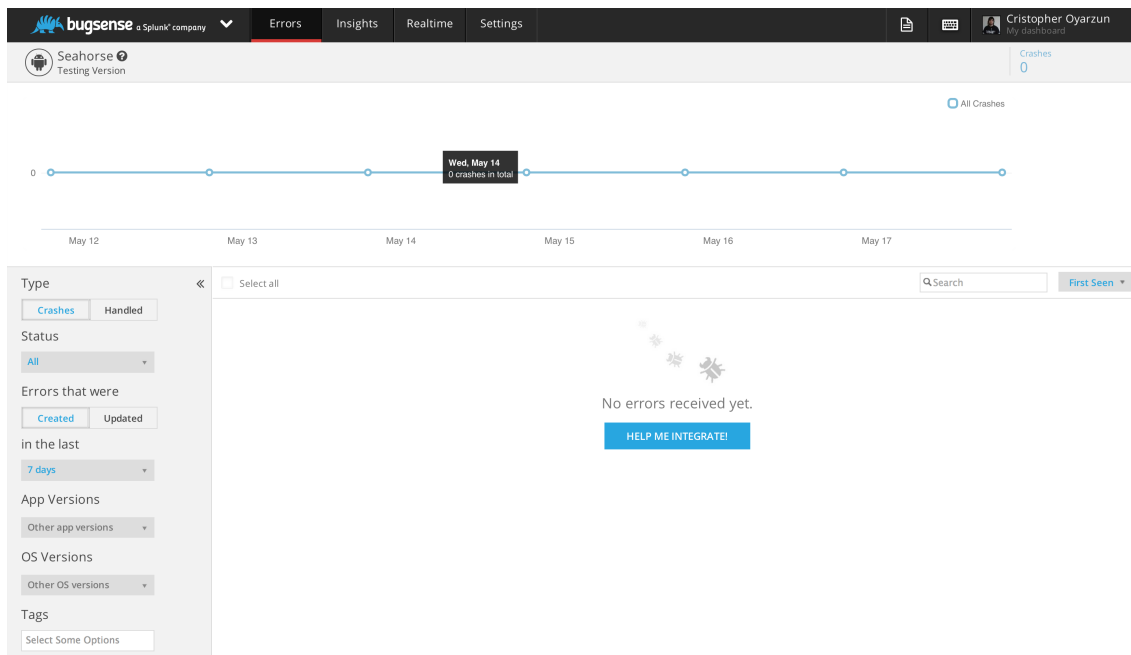 bugsense a Splunk® company
Errors
Insights
Realtime
Settings
Cristopher Oyarzun
My dashboard
Seahorse
Testing Version
Crashes
0
All Crashes
Wed, May 14
0 crashes in total
0
May 12
May 13
May 14
May 15
May 16
May 17
Type
Crashes
Handled
Status
All
Errors that were
Created
Updated
in the last
7 days
App Versions
Other app versions
OS Versions
Other OS versions
Tags
Select Some Options
Select all
Search
First Seen
No errors received yet.
HELP ME INTEGRATE!